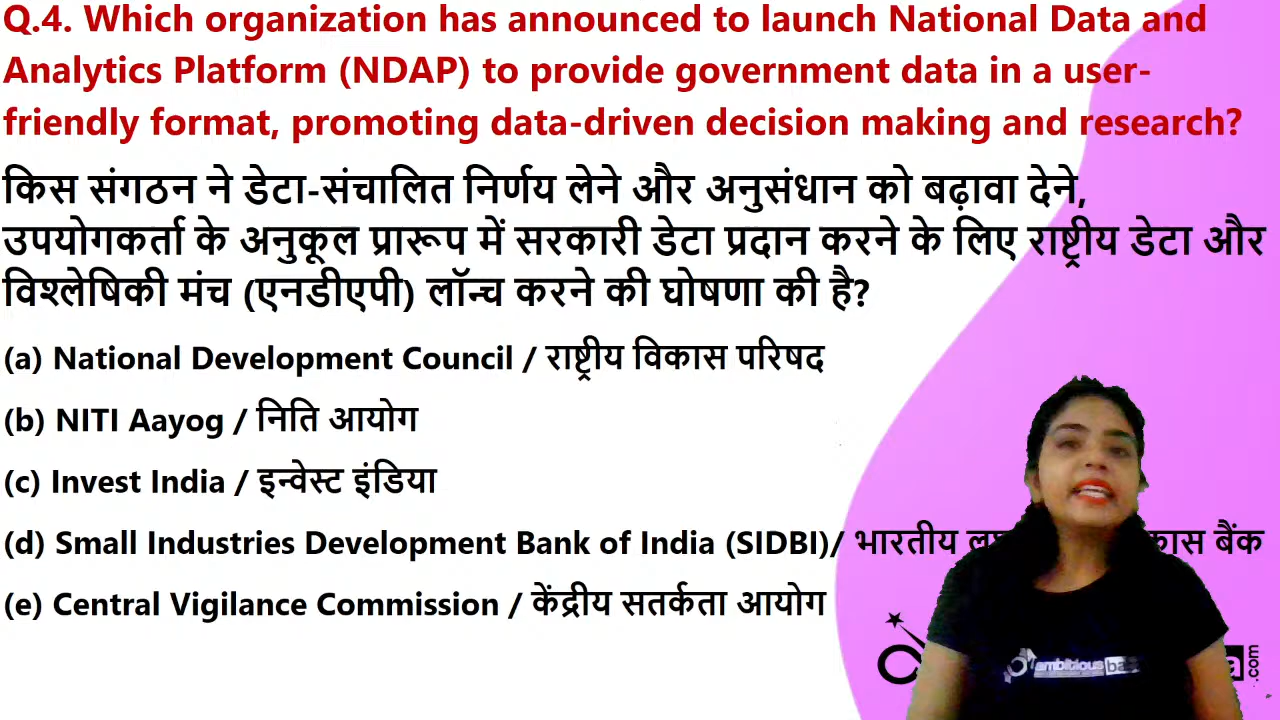 Q.4. Which organization has announced to launch National Data and
Analytics Platform (NDAP) to provide government data in a user-
friendly format, promoting data-driven decision making and research?
किस संगठन ने डेटा-संचालित निर्णय लेने और अनुसंधान को बढ़ावा देने,
उपयोगकर्ता के अनुकूल प्रारूप में सरकारी डेटा प्रदान करने के लिए राष्ट्रीय डेटा और
विश्लेषिकी मंच (एनडीएपी) लॉन्च करने की घोषणा की है?
(a) National Development Council / राष्ट्रीय विकास परिषद
(b) NITI Aayog / निति आयोग
(c) Invest India / इन्वेस्ट इंडिया
(d) Small Industries Development Bank of India (SIDBI)/ भारतीय बैंक
(e) Central Vigilance Commission / केंद्रीय सतर्कता आयोग
ambitious
.com